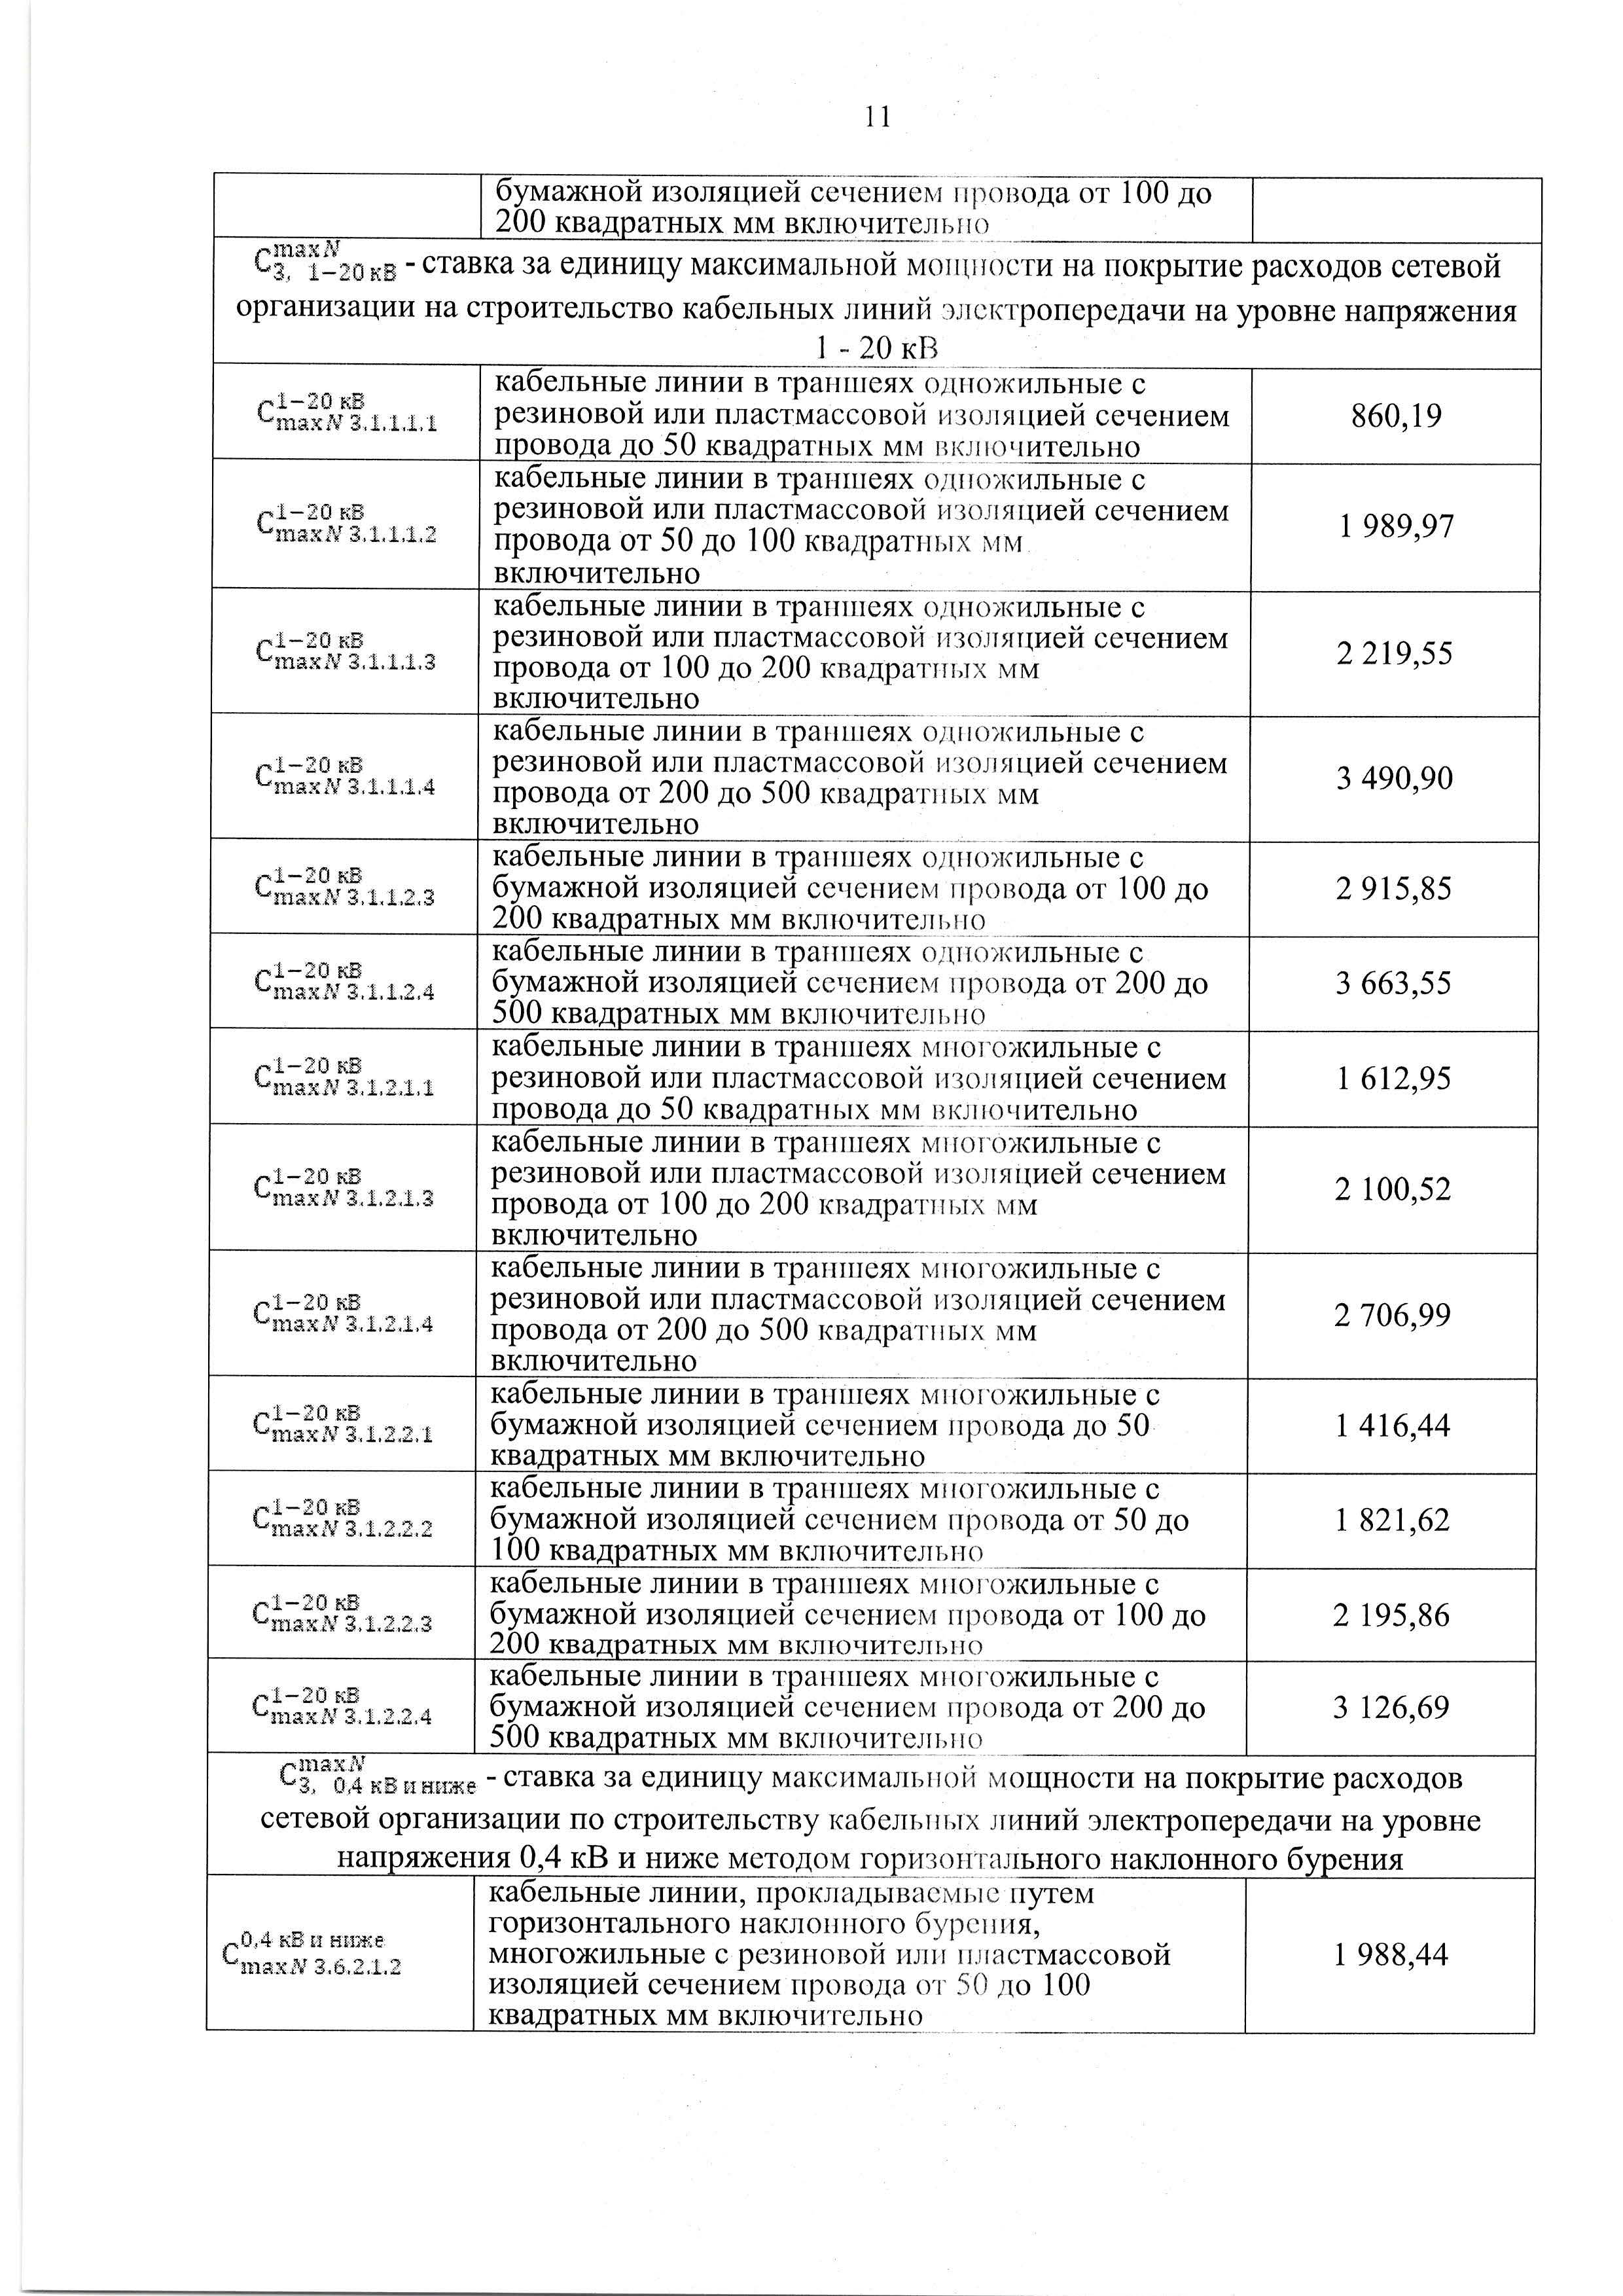 11
бумажной изоляцией сечением провода от 100 до
200 квадратных мм включительно
C maxN 3, 1–20 кВ - ставка за единицу максимальной мощности на покрытие расходов сетевой
организации на строительство кабельных линий электропередачи на уровне напряжения
1 - 20 кВ
C 1–20 кВ maxN 3.1.1.1.1
кабельные линии в траншеях одножильные с
резиновой или пластмассовой изоляцией сечением
провода до 50 квадратных мм включительно
860,19
C 1–20 кВ maxN 3.1.1.1.2
кабельные линии в траншеях одножильные с
резиновой или пластмассовой изоляцией сечением
провода от 50 до 100 квадратных мм
включительно
1 989,97
C 1–20 кВ maxN 3.1.1.1.3
кабельные линии в траншеях одножильные с
резиновой или пластмассовой изоляцией сечением
провода от 100 до 200 квадратных мм
включительно
2 219,55
C 1–20 кВ maxN 3.1.1.1.4
кабельные линии в траншеях одножильные с
резиновой или пластмассовой изоляцией сечением
провода от 200 до 500 квадратных мм
включительно
3 490,90
C 1–20 кВ maxN 3.1.1.2.3
кабельные линии в траншеях одножильные с
бумажной изоляцией сечением провода от 100 до
200 квадратных мм включительно
2 915,85
C 1–20 кВ maxN 3.1.1.2.4
кабельные линии в траншеях одножильные с
бумажной изоляцией сечением провода от 200 до
500 квадратных мм включительно
3 663,55
C 1–20 кВ maxN 3.1.2.1.1
кабельные линии в траншеях многожильные с
резиновой или пластмассовой изоляцией сечением
провода до 50 квадратных мм включительно
1 612,95
C 1–20 кВ maxN 3.1.2.1.3
кабельные линии в траншеях многожильные с
резиновой или пластмассовой изоляцией сечением
провода от 100 до 200 квадратных мм
включительно
2 100,52
C 1–20 кВ maxN 3.1.2.1.4
кабельные линии в траншеях многожильные с
резиновой или пластмассовой изоляцией сечением
провода от 200 до 500 квадратных мм
включительно
2 706,99
C 1–20 кВ maxN 3.1.2.2.1
кабельные линии в траншеях многожильные с
бумажной изоляцией сечением провода до 50
квадратных мм включительно
1 416,44
C 1–20 кВ maxN 3.1.2.2.2
кабельные линии в траншеях многожильные с
бумажной изоляцией сечением провода от 50 до
100 квадратных мм включительно
1 821,62
C 1–20 кВ maxN 3.1.2.2.3
кабельные линии в траншеях многожильные с
бумажной изоляцией сечением провода от 100 до
200 квадратных мм включительно
2 195,86
C 1–20 кВ maxN 3.1.2.2.4
кабельные линии в траншеях многожильные с
бумажной изоляцией сечением провода от 200 до
500 квадратных мм включительно
3 126,69
C maxN 3, 0,4 кВ и ниже - ставка за единицу максимальной мощности на покрытие расходов
сетевой организации по строительству кабельных линий электропередачи на уровне
напряжения 0,4 кВ и ниже методом горизонтального наклонного бурения
C 0,4 кВ и ниже maxN 3.6.2.1.2
кабельные линии, прокладываемые путем
горизонтального наклонного бурения,
многожильные с резиновой или пластмассовой
изоляцией сечением провода от 50 до 100
квадратных мм включительно
1 988,44